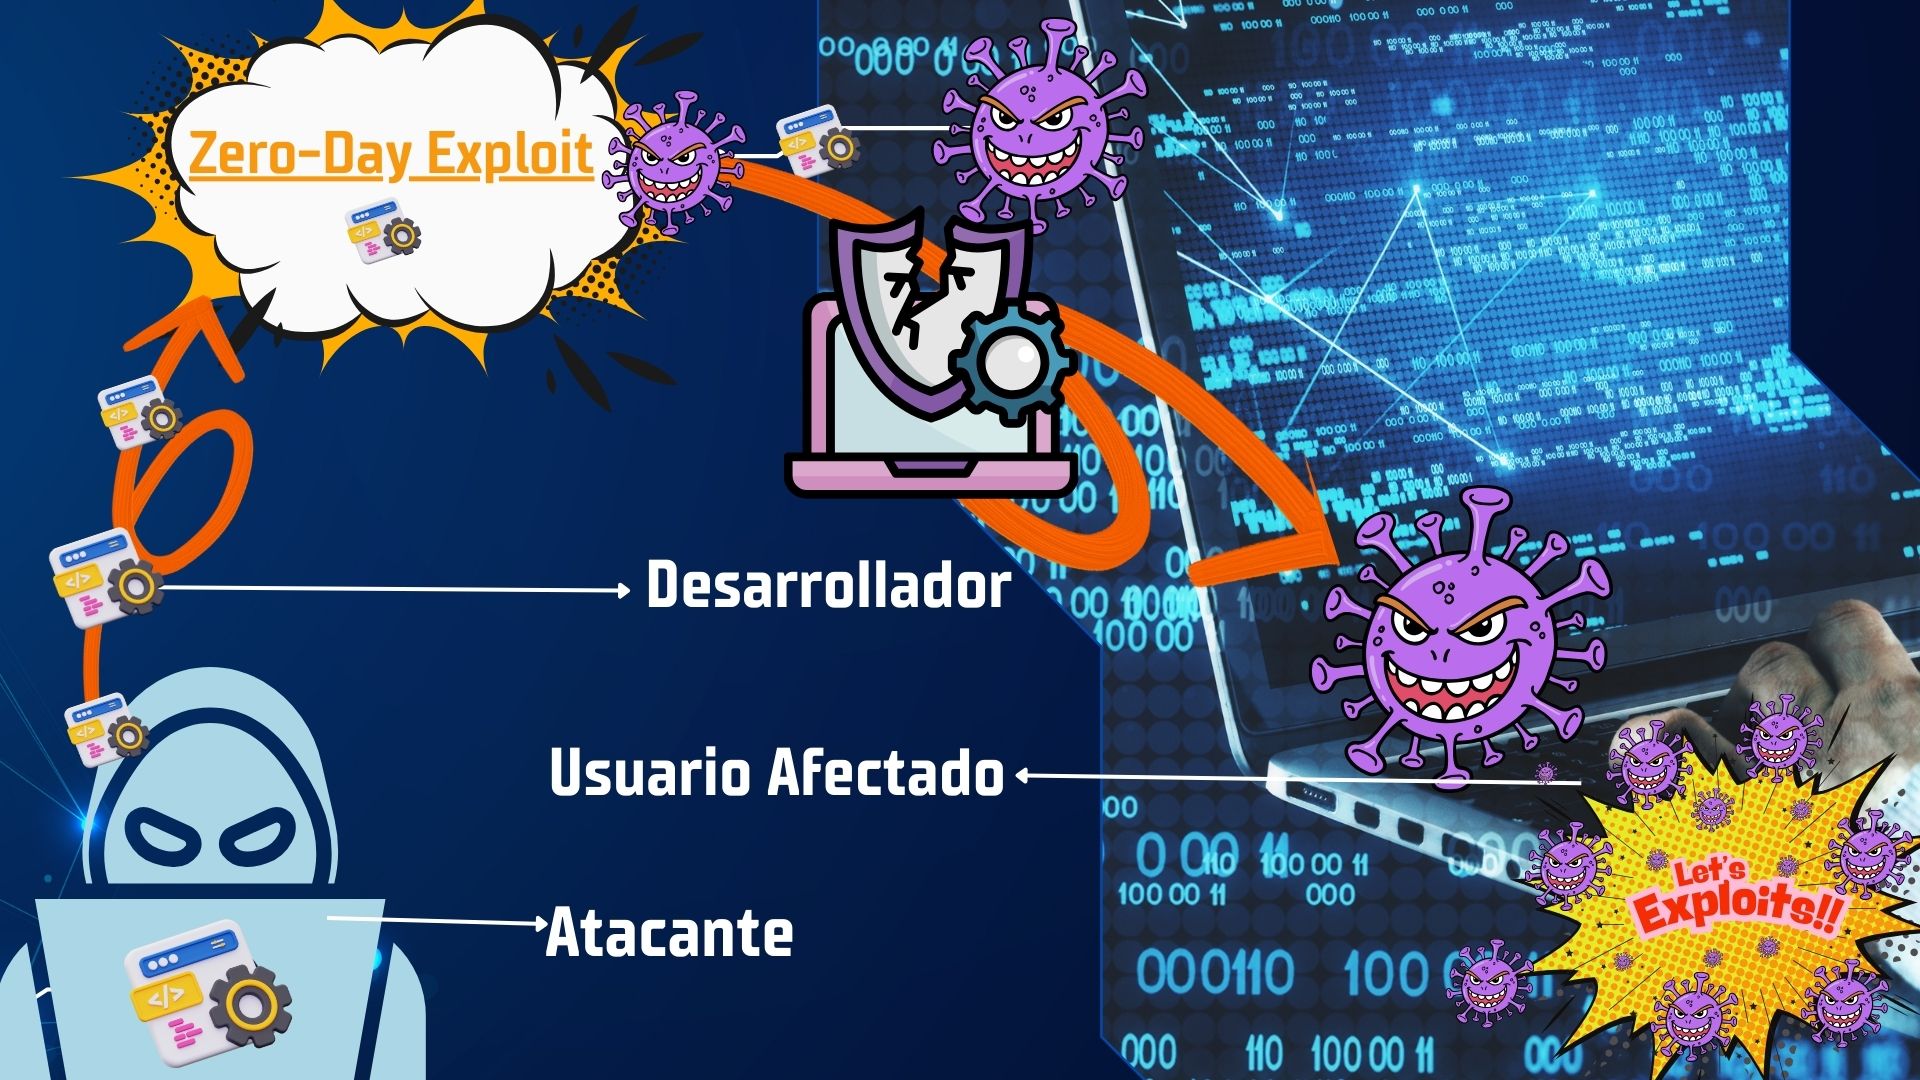 Zero-Day Exploit
Desarrollador
Usuario Afectado
Atacante
Let's
Exploits!!